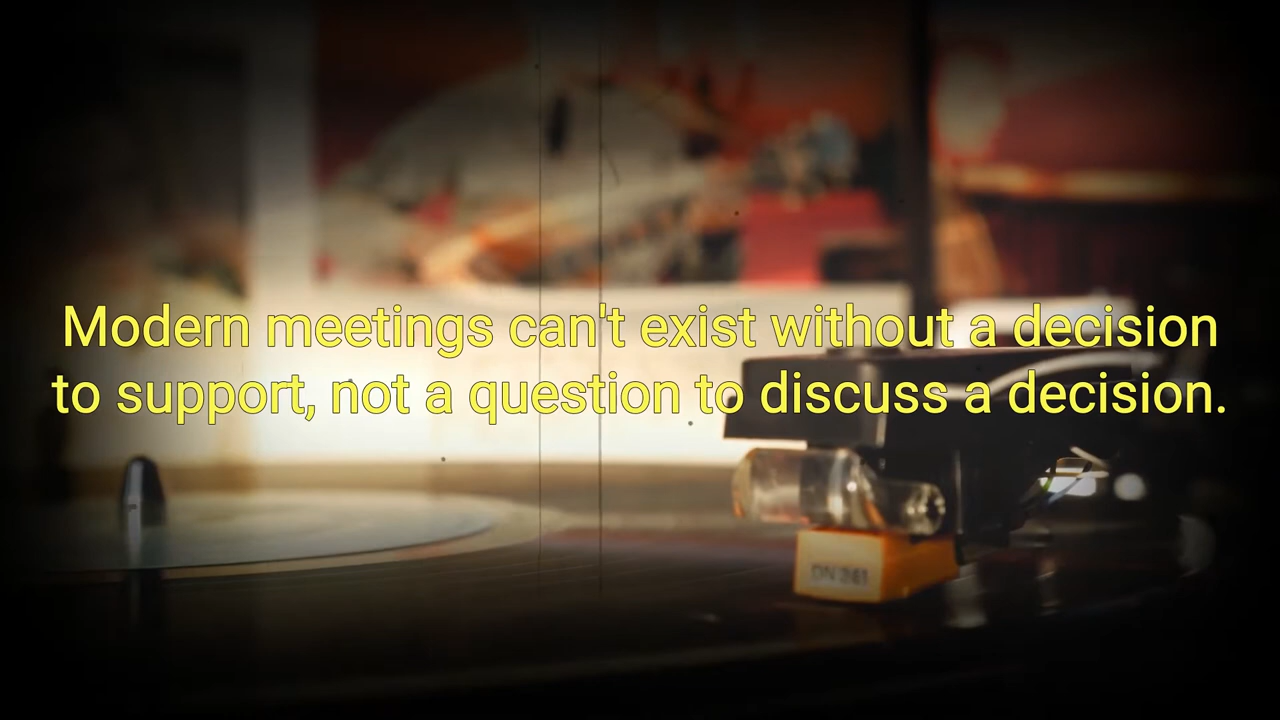 Modern meetings can't exist without a decision
to support, not a question to discuss a decision.